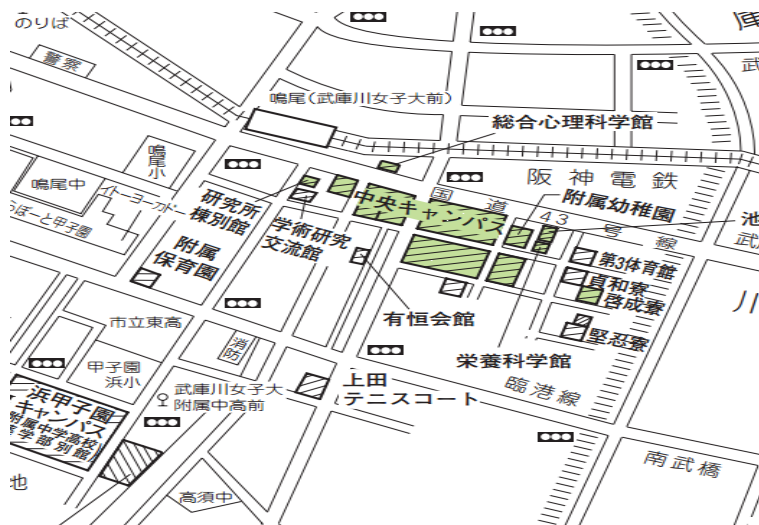 のりば
警察
鳴尾(武庫川女子大前)
総合心理科学館
阪神電鉄
鳴尾小
鳴尾中
イトーヨーカドー
ららぽーと甲子園
研究所
棟別館
学術研究
交流館
中央キャンパス
国道43号線
附属幼稚園
池
武庫
附属
保育園
第3体育館
貞和寮
啓成寮
堅忍寮
川
有恒会館
栄養科学館
市立東高
消防
甲子園
浜小
上田
テニスコート
臨港線
武庫川女子大
附属中高前
浜甲子園
キャンパス
附属中学高校
薬学部別館
高須中
南武橋
地